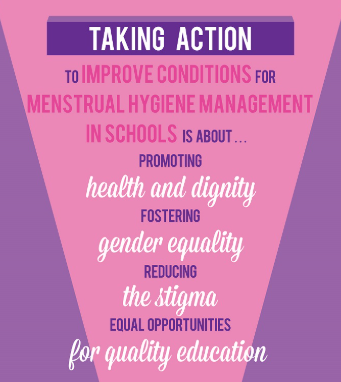 TAKING ACTION
TO IMPROVE CONDITIONS FOR
MENSTRUAL HYGIENE MANAGEMENT
IN SCHOOLS IS ABOUT...
PROMOTING
health and dignity
FOSTERING
gender equality
REDUCING
the stigma
EQUAL OPPORTUNITIES
for quality education